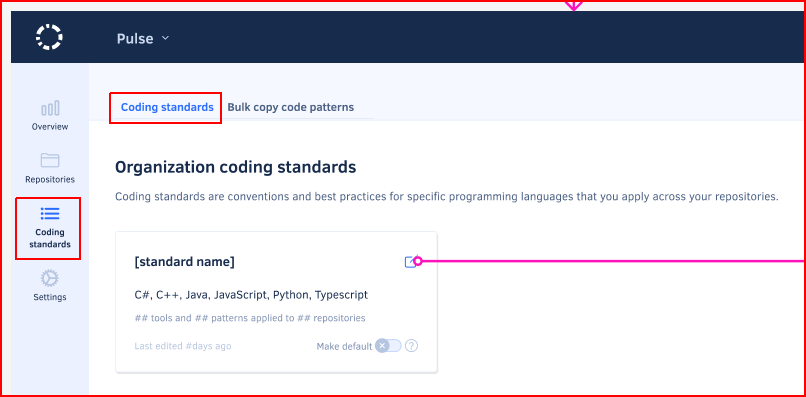 Pulse
Coding standards
Bulk copy code patterns
Overview
Repositories
Coding
standards
Settings
Organization coding standards
Coding standards are conventions and best practices for specific programming languages that you apply across your repositories.
[standard name]
C#, C++, Java, JavaScript, Python, Typescript
## tools and ## patterns applied to ## repositories
Last edited #days ago
Make default
?